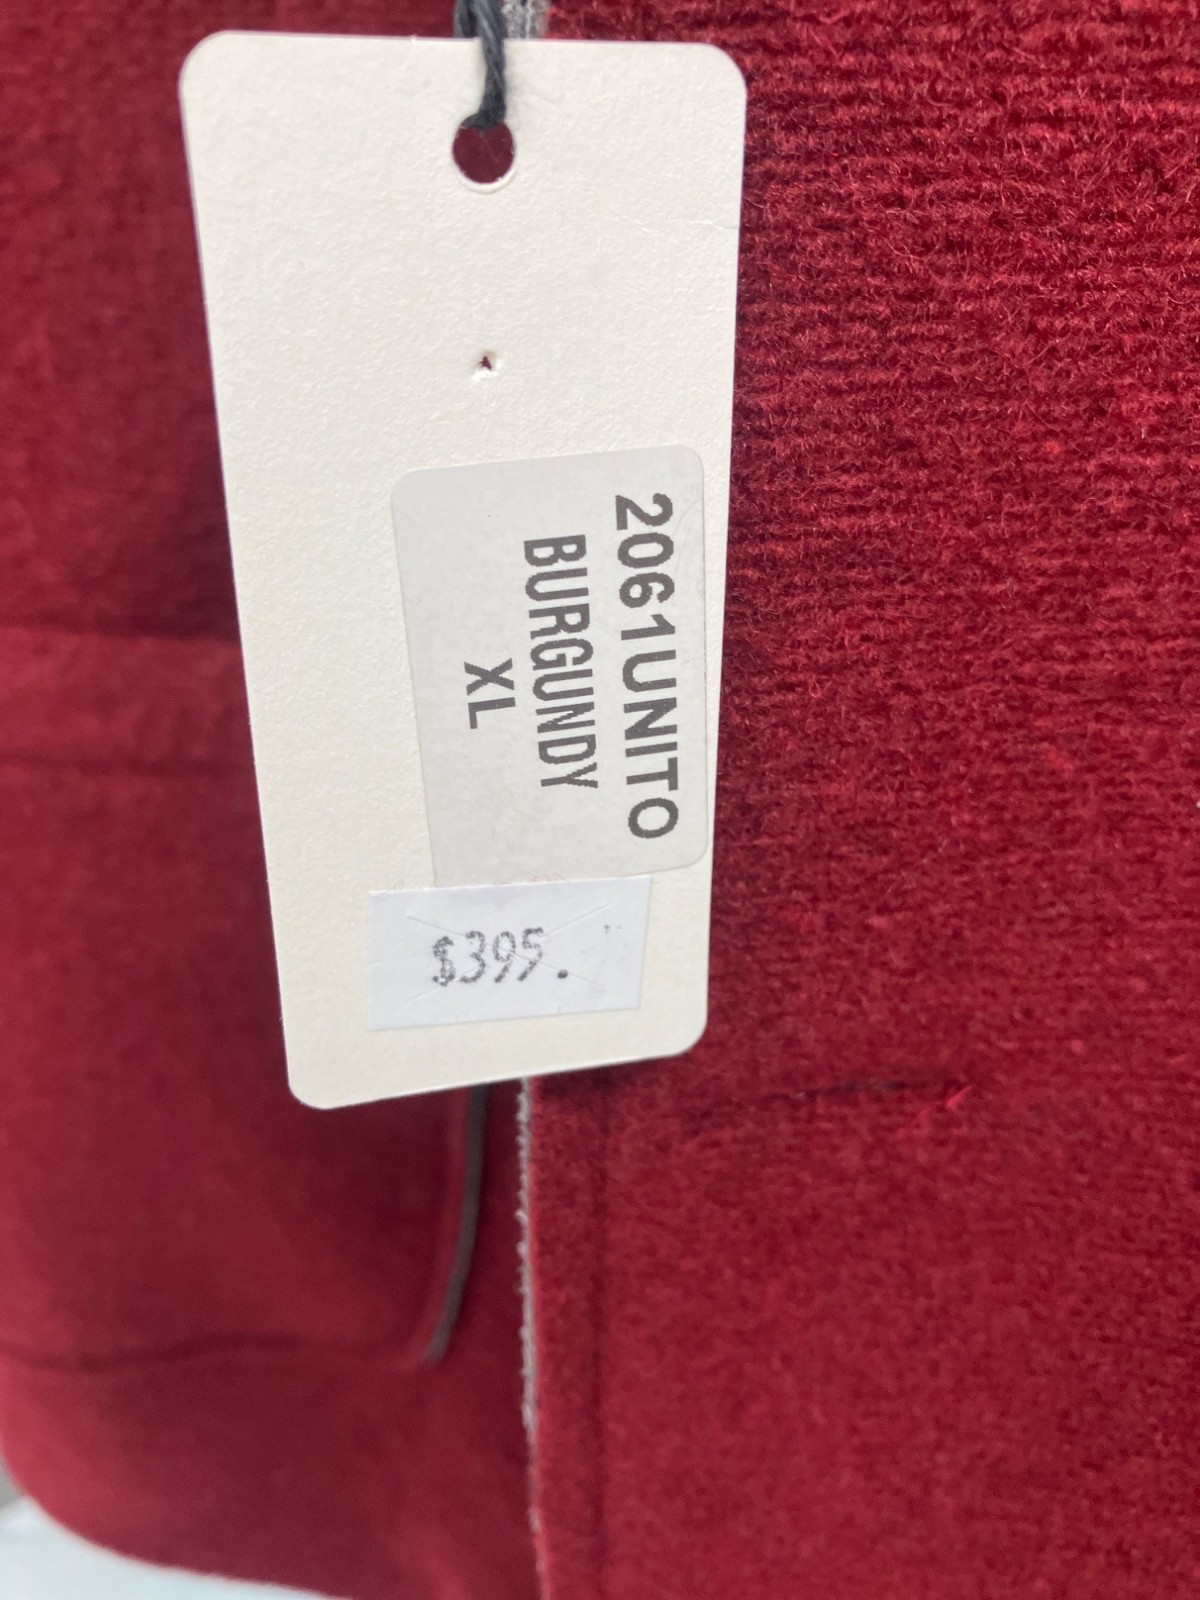 2061UNITO
BURGUNDY
XL
$395.